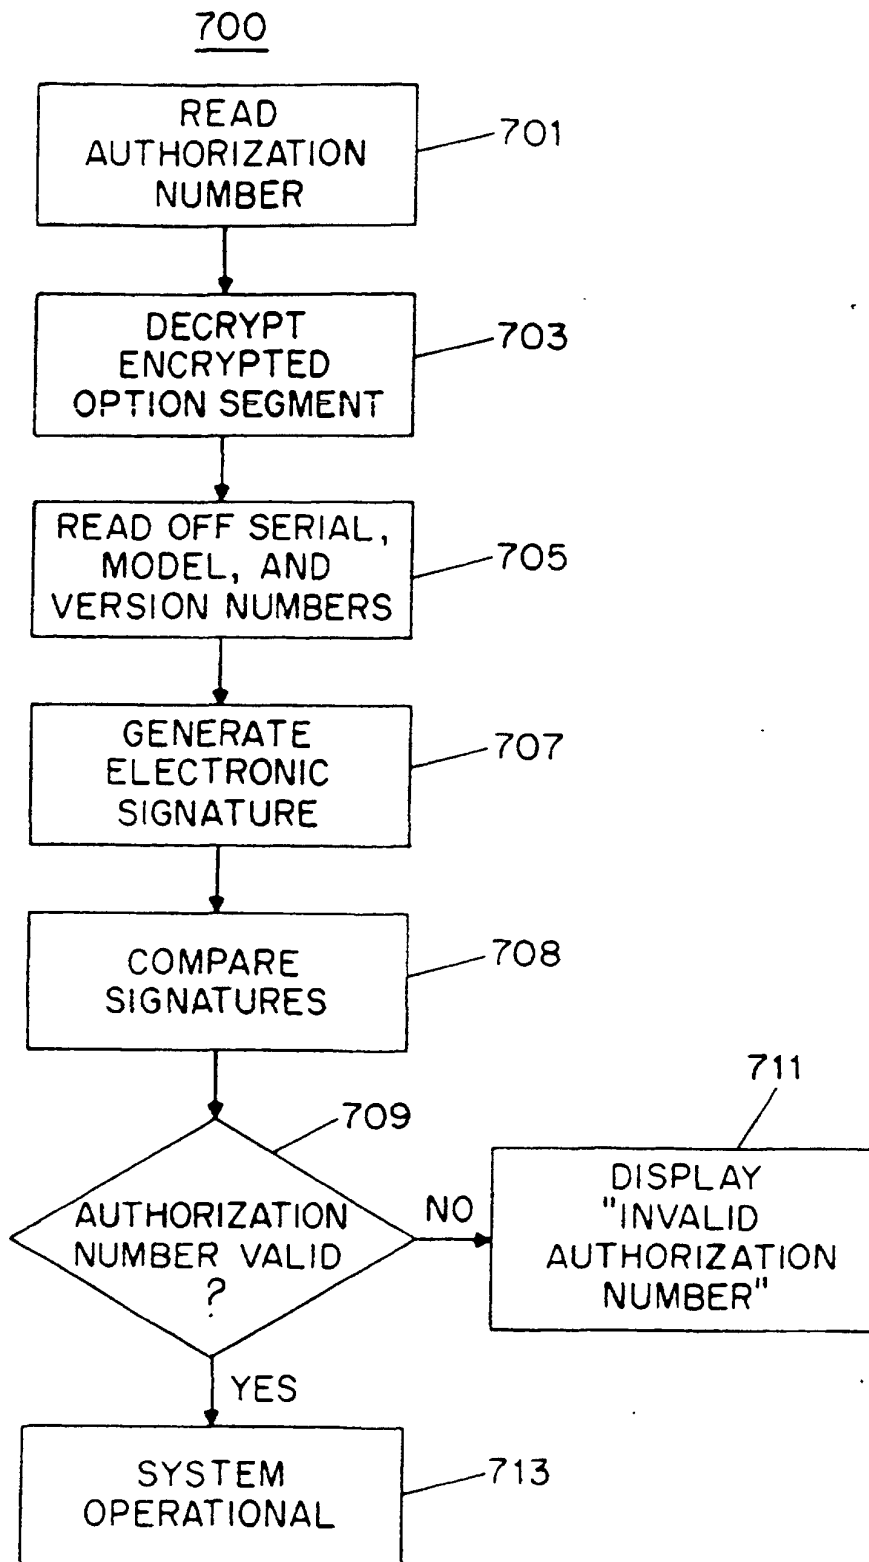 700
READ
AUTHORIZATION
NUMBER
701
DECRYPT
ENCRYPTED
OPTION SEGMENT
703
READ OFF SERIAL,
MODEL, AND
VERSION NUMBERS
705
GENERATE
ELECTRONIC
SIGNATURE
707
COMPARE
SIGNATURES
708
709
AUTHORIZATION
NUMBER VALID
?
NO
711
DISPLAY
"INVALID
AUTHORIZATION
NUMBER"
YES
SYSTEM
OPERATIONAL
713